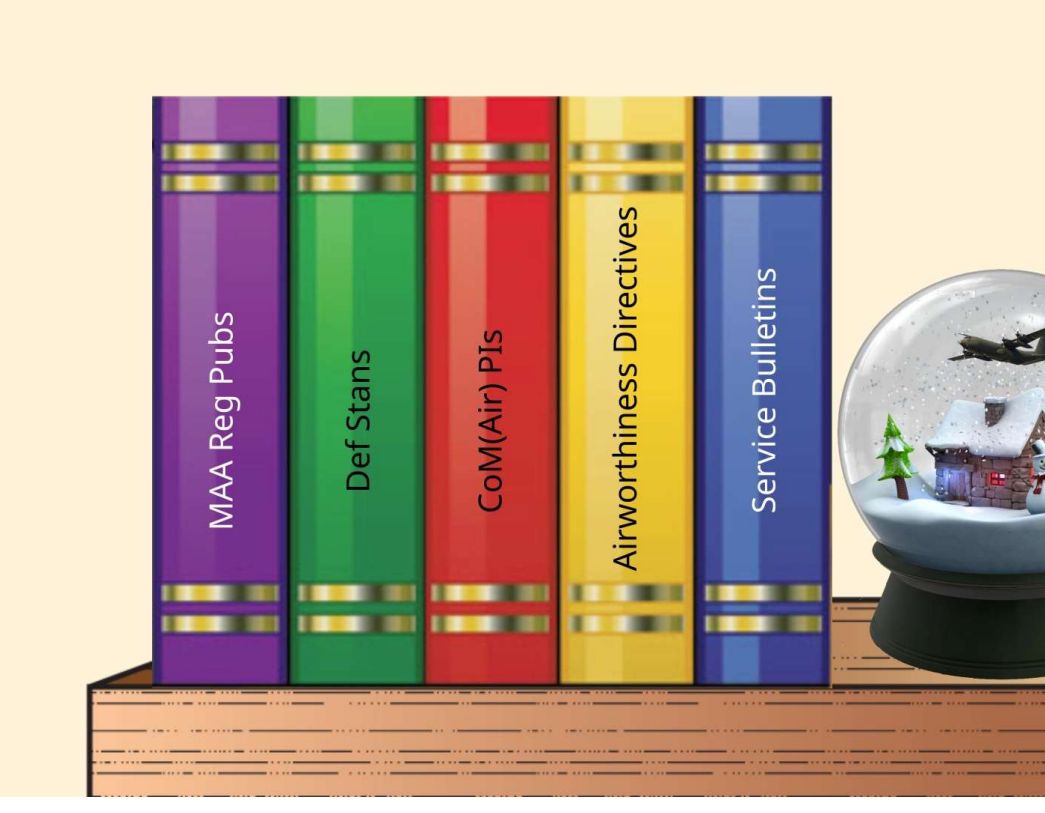 MAA Reg Pubs
Def Stans
CoM(Air) PIs
Airworthiness Directives
Service Bulletins